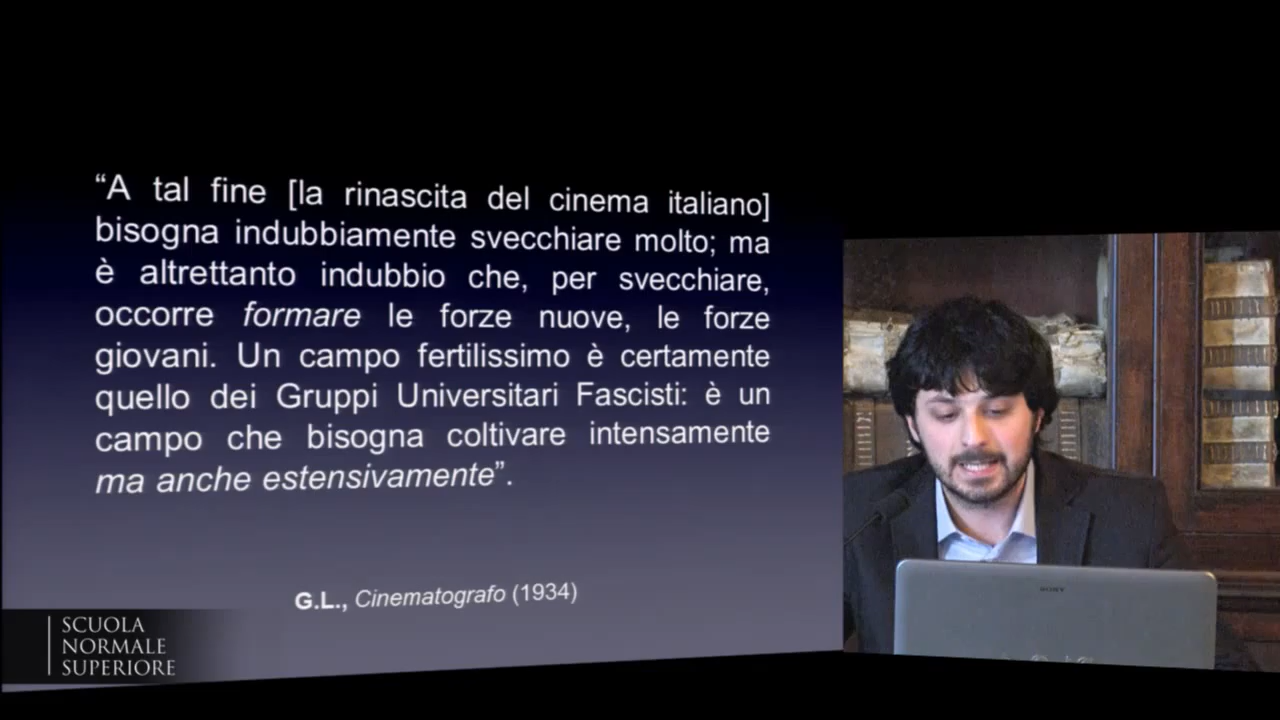 “A tal fine [la rinascita del cinema italiano]
bisogna indubbiamente svecchiare molto; ma
è altrettanto indubbio che, per svecchiare,
occorre formare le forze nuove, le forze
giovani. Un campo fertilissimo è certamente
quello dei Gruppi Universitari Fascisti: è un
campo che bisogna coltivare intensamente
ma anche estensivamente”.
G.L., Cinematografo (1934)
SCUOLA
NORMALE
SUPERIORE
SONY